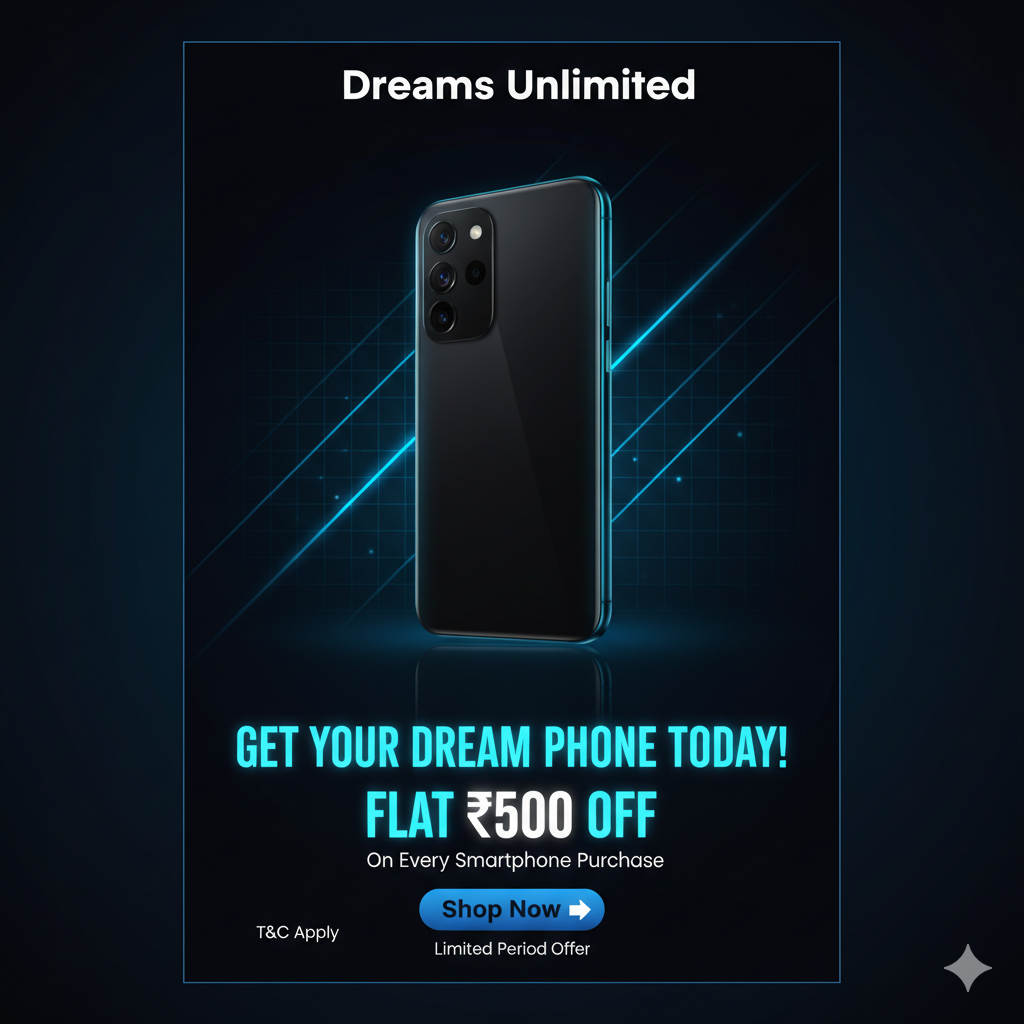 Dreams Unlimited
GET YOUR DREAM PHONE TODAY!
FLAT ₹500 OFF
On Every Smartphone Purchase
Shop Now
T&C Apply
Limited Period Offer